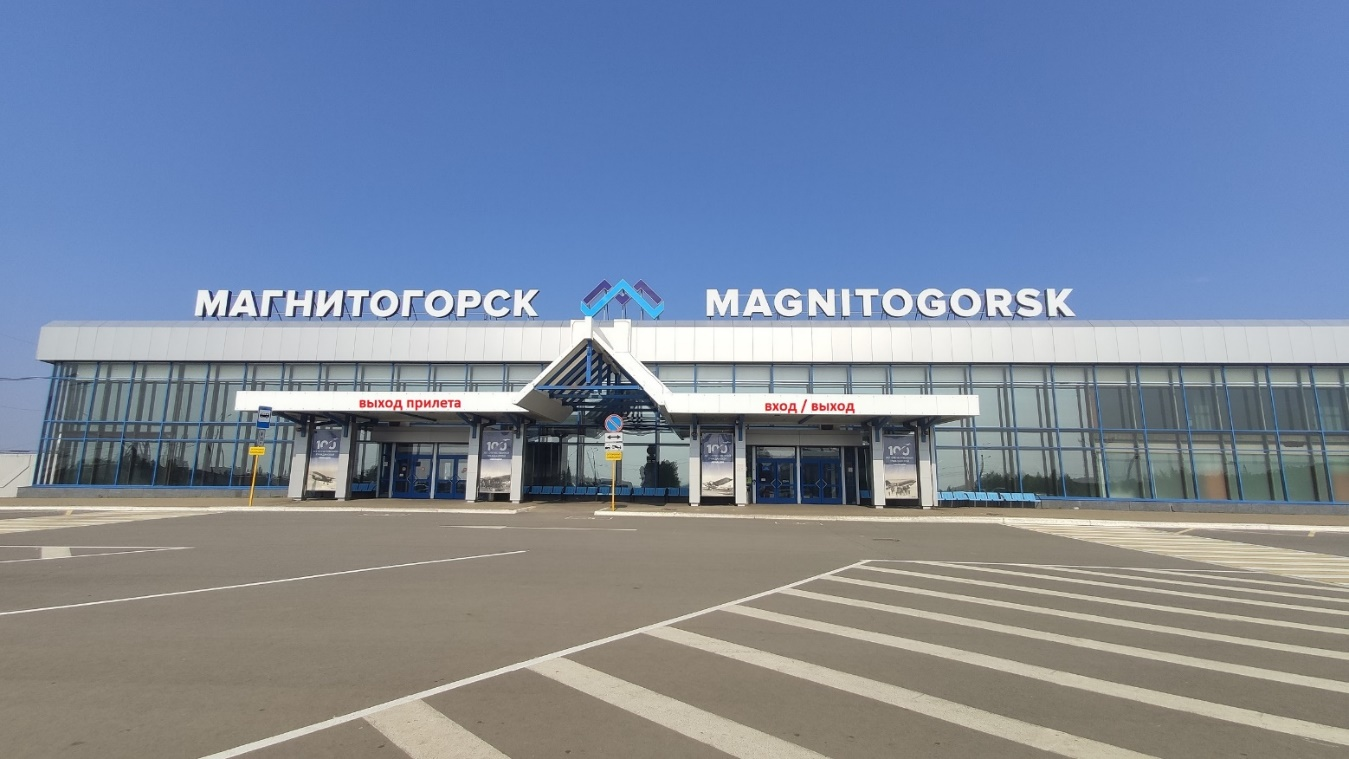 МАГНИТОГОРСК
MAGNITOGORSK
выход прилета
вход / выход
100
100
100
100